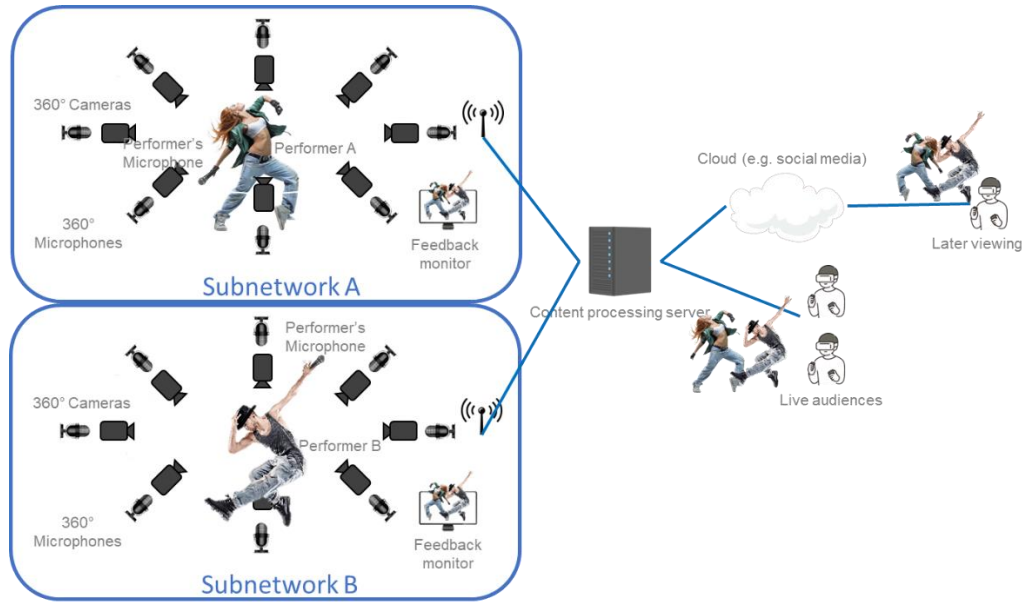 360° Cameras
Performer's
Microphone
Performer A
360°
Microphones
Feedback
monitor
Subnetwork A
Performer's
Microphone
360° Cameras
Performer B
360°
Microphones
Feedback
monitor
Subnetwork B
Content processing server
Cloud (e.g. social media)
Later viewing
Live audiences